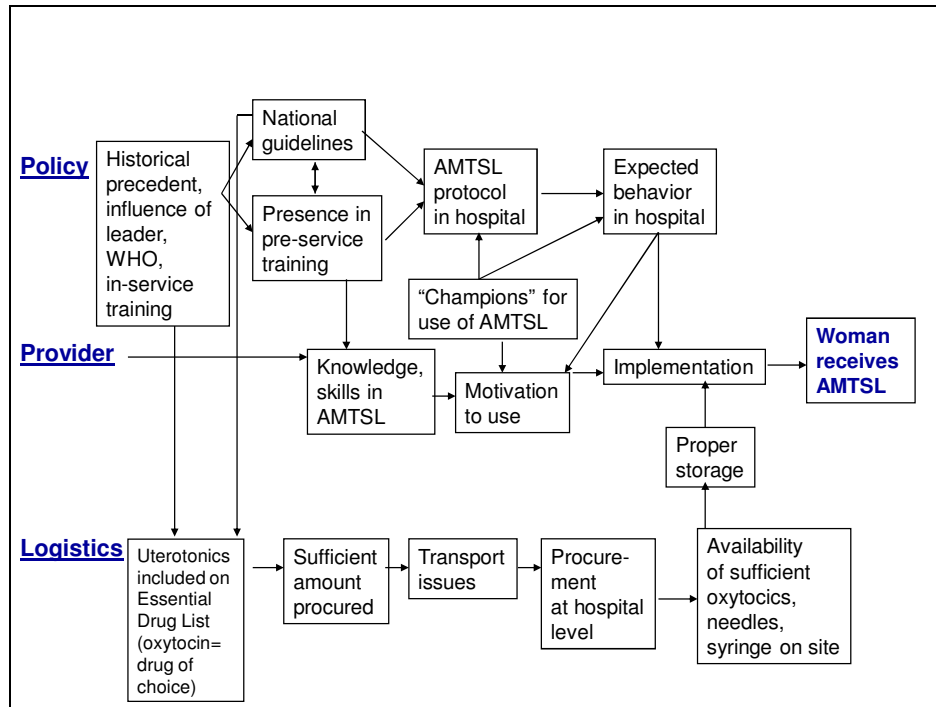 Policy
Historical
precedent,
influence of
leader,
WHO,
in-service
training
National
guidelines
Presence in
pre-service
training
AMTSL
protocol
in hospital
Expected
behavior
in hospital
“Champions” for
use of AMTSL
Provider
Knowledge,
skills in
AMTSL
Motivation
to use
Implementation
Woman
receives
AMTSL
Proper
storage
Logistics
Uterotonics
included on
Essential
Drug List
(oxytocin=
drug of
choice)
Sufficient
amount
procured
Transport
issues
Procure-
ment
at hospital
level
Availability
of sufficient
oxytocics,
needles,
syringe on site